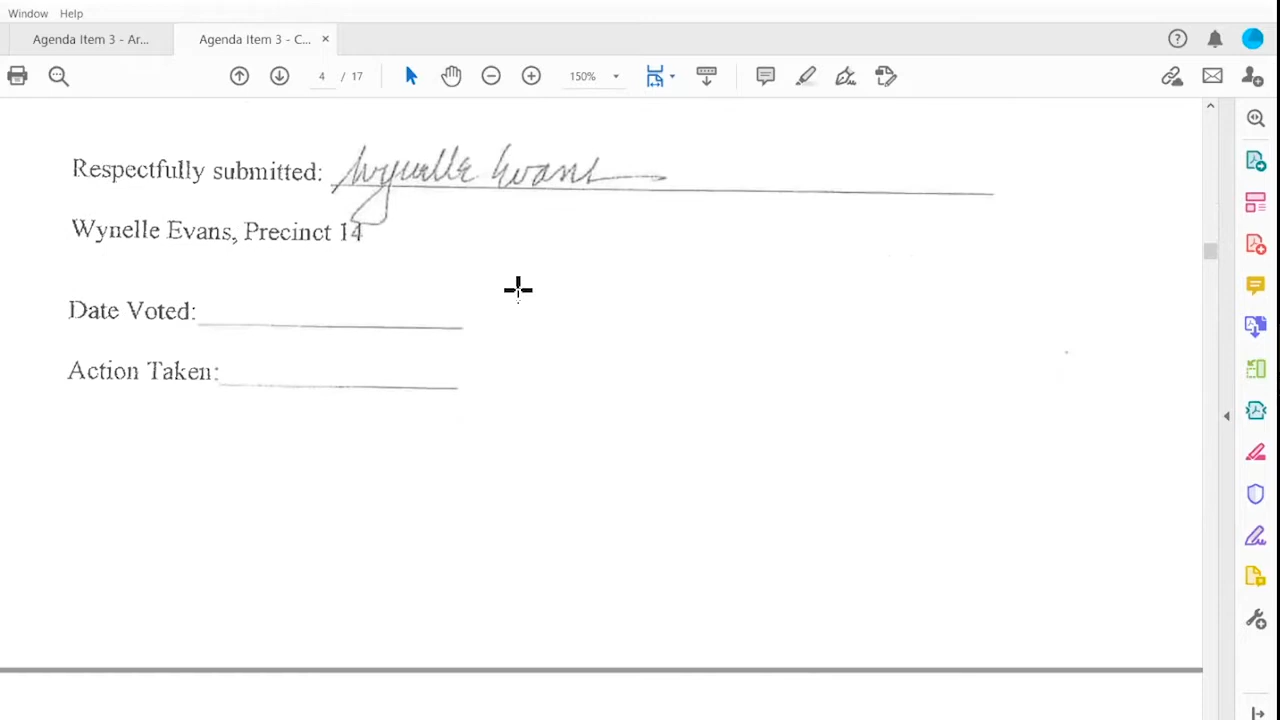 Window Help
Agenda Item 3 - Ar...
Agenda Item 3 - C... ×
4 / 17
150%
Respectfully submitted: Wynelle Evans
Wynelle Evans, Precinct 14
Date Voted:
Action Taken: